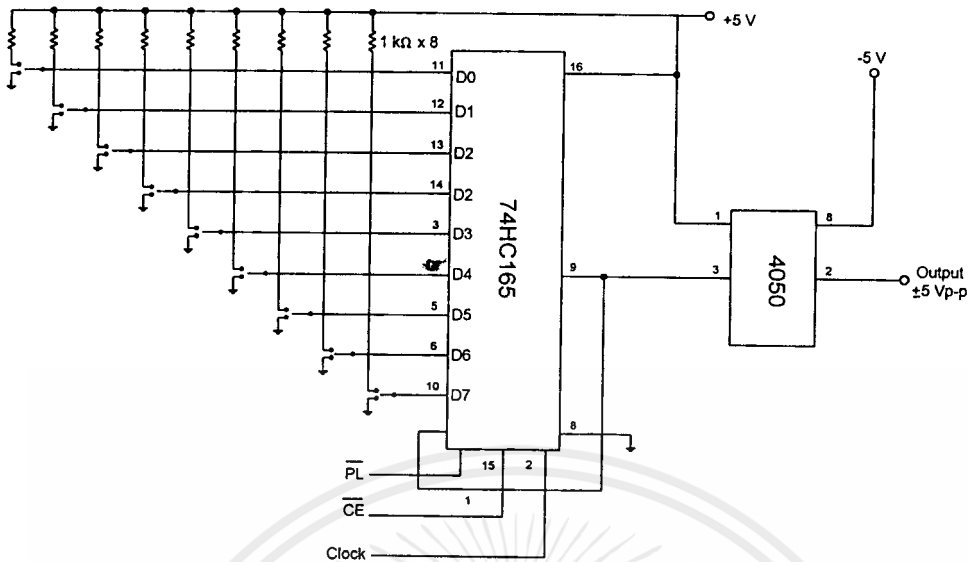 +5 V
-5 V
1 kΩ x 8
11 D0
16
12 D1
13 D2
14 D2
1
8
3 D3
74HC165
9
3
4050
2
Output
±5 Vp-p
D4
5 D5
6 D6
10 D7
8
PL
15
2
1
CE
Clock